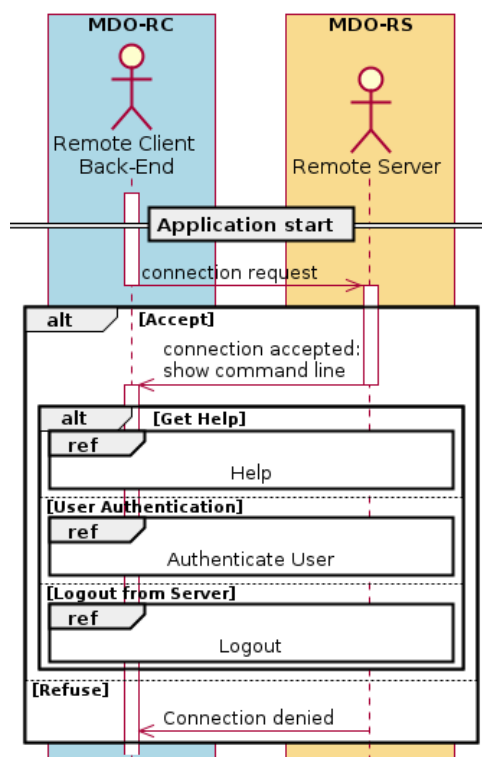 MDO-RC
MDO-RS
Remote Client
Back-End
Remote Server
Application start
connection request
alt
[Accept]
connection accepted:
show command line
alt
[Get Help]
ref
Help
[User Authentication]
ref
Authenticate User
[Logout from Server]
ref
Logout
[Refuse]
Connection denied